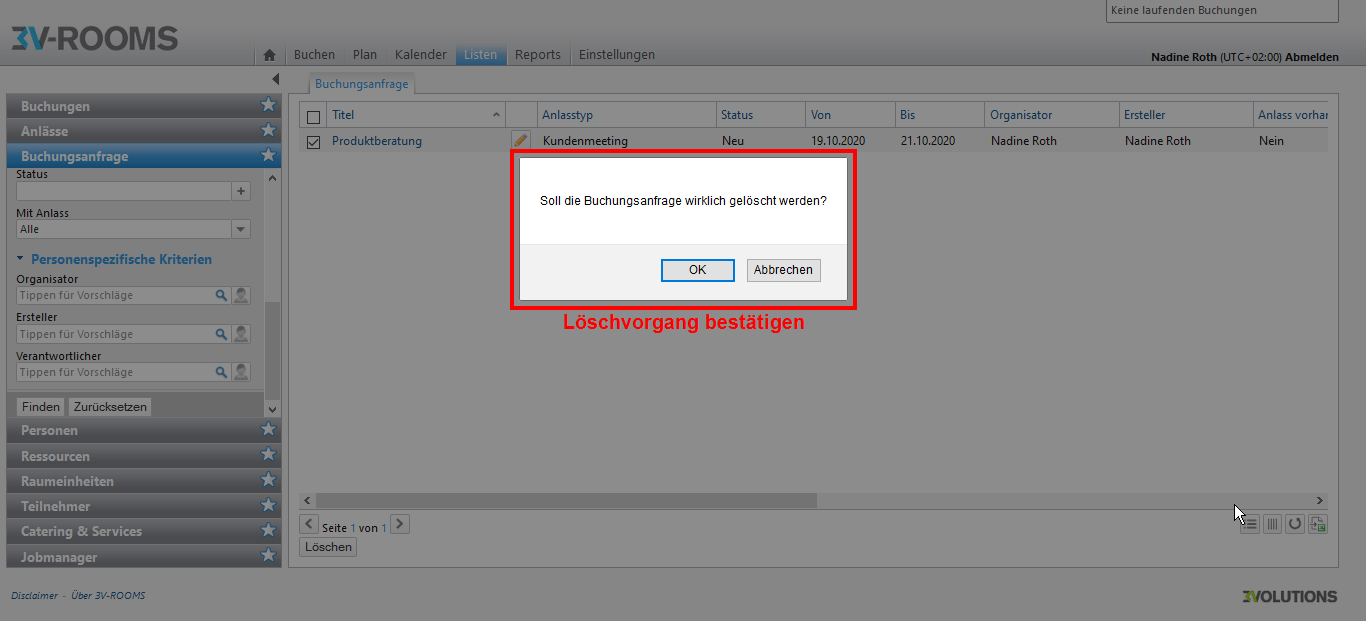 Keine laufenden Buchungen
3V-ROOMS
Buchen Plan Kalender Listen Reports Einstellungen
Nadine Roth (UTC+02:00) Abmelden
Buchungen
Anlässe
Buchungsanfrage
Status
Mit Anlass
Alle
Personenspezifische Kriterien
Organisator
Tippen für Vorschläge
Ersteller
Tippen für Vorschläge
Verantwortlicher
Tippen für Vorschläge
Finden Zurücksetzen
Personen
Ressourcen
Raumeinheiten
Teilnehmer
Catering & Services
Jobmanager
Buchungsanfrage
Titel Anlasstyp Status Von Bis Organisator Ersteller Anlass vorhar
Produktberatung Kundenmeeting Neu 19.10.2020 21.10.2020 Nadine Roth Nadine Roth Nein
Soll die Buchungsanfrage wirklich gelöscht werden?
OK Abbrechen
Löschvorgang bestätigen
Seite 1 von 1
Löschen
Disclaimer - Über 3V-ROOMS
3VOLUTIONS